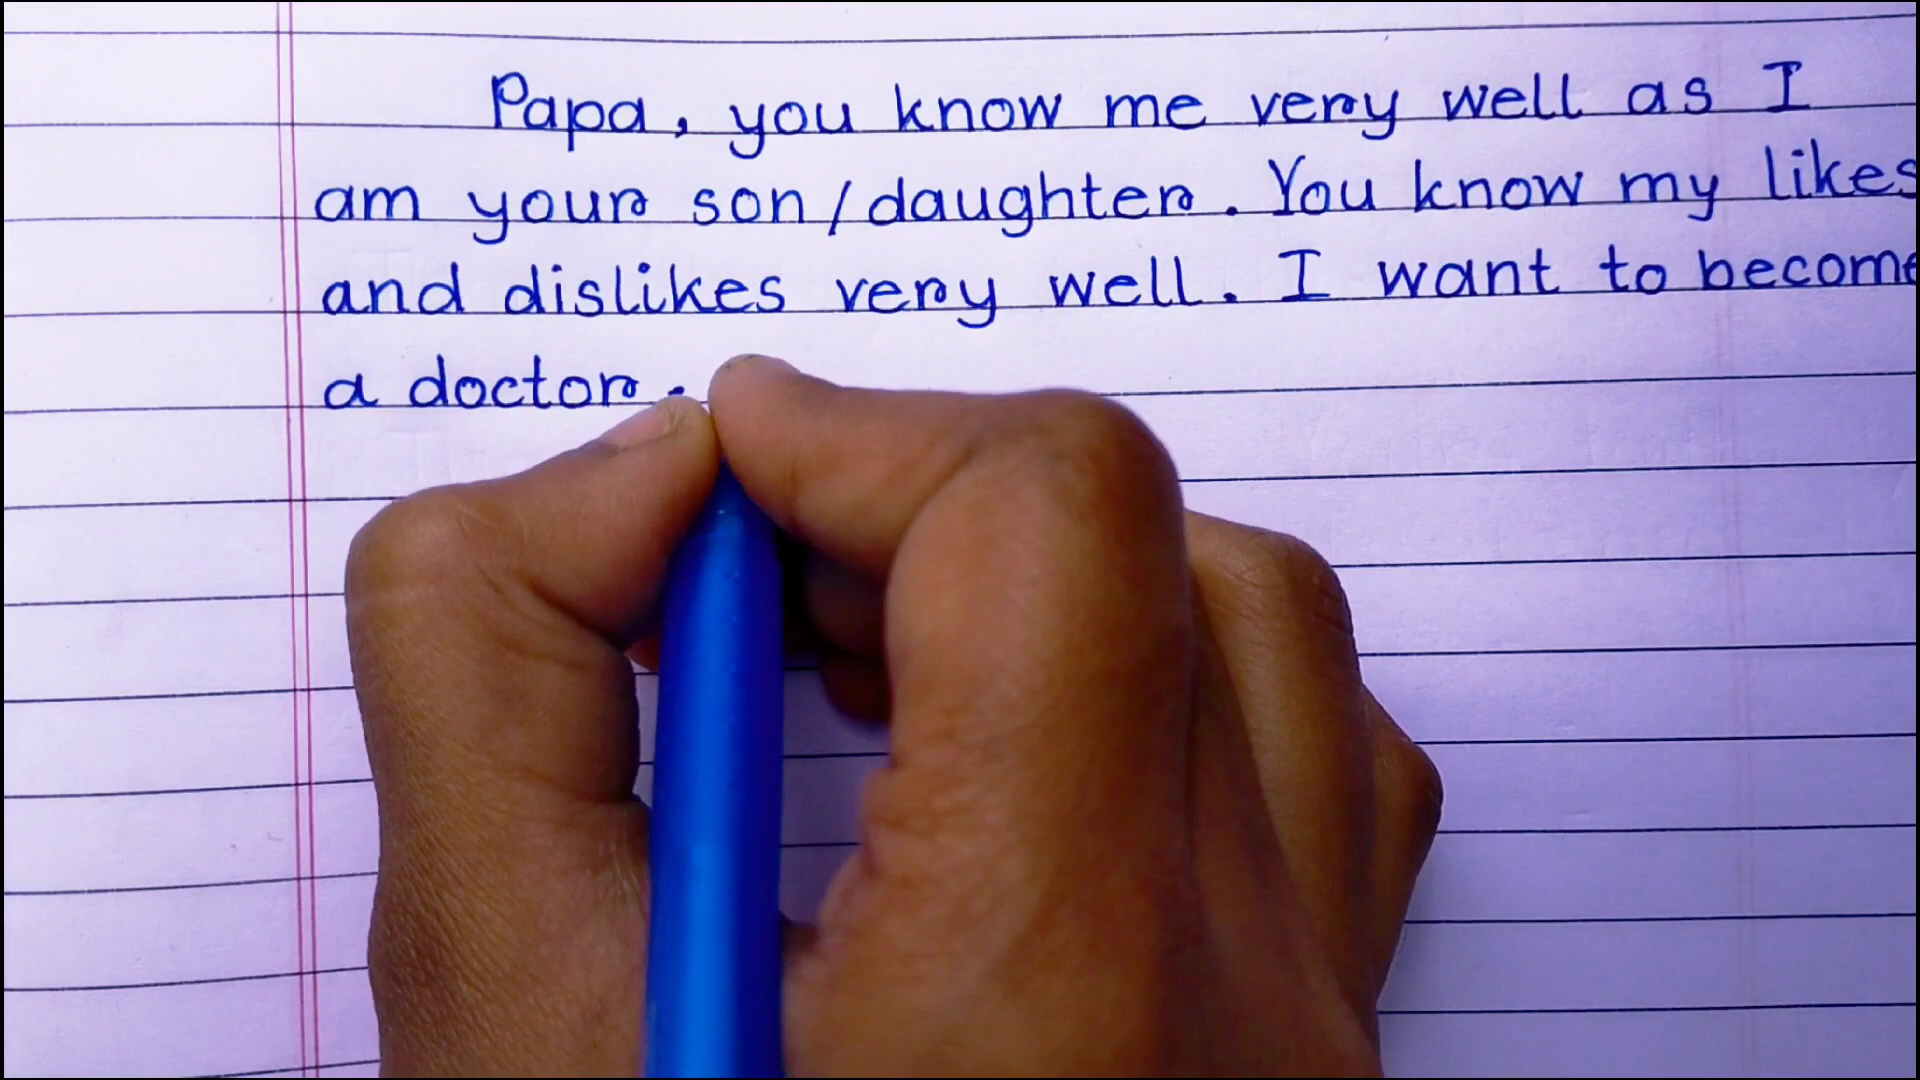 Papa, you know me very well as I
am your son/daughter. You know my likes
and dislikes very well. I want to become
a doctor.